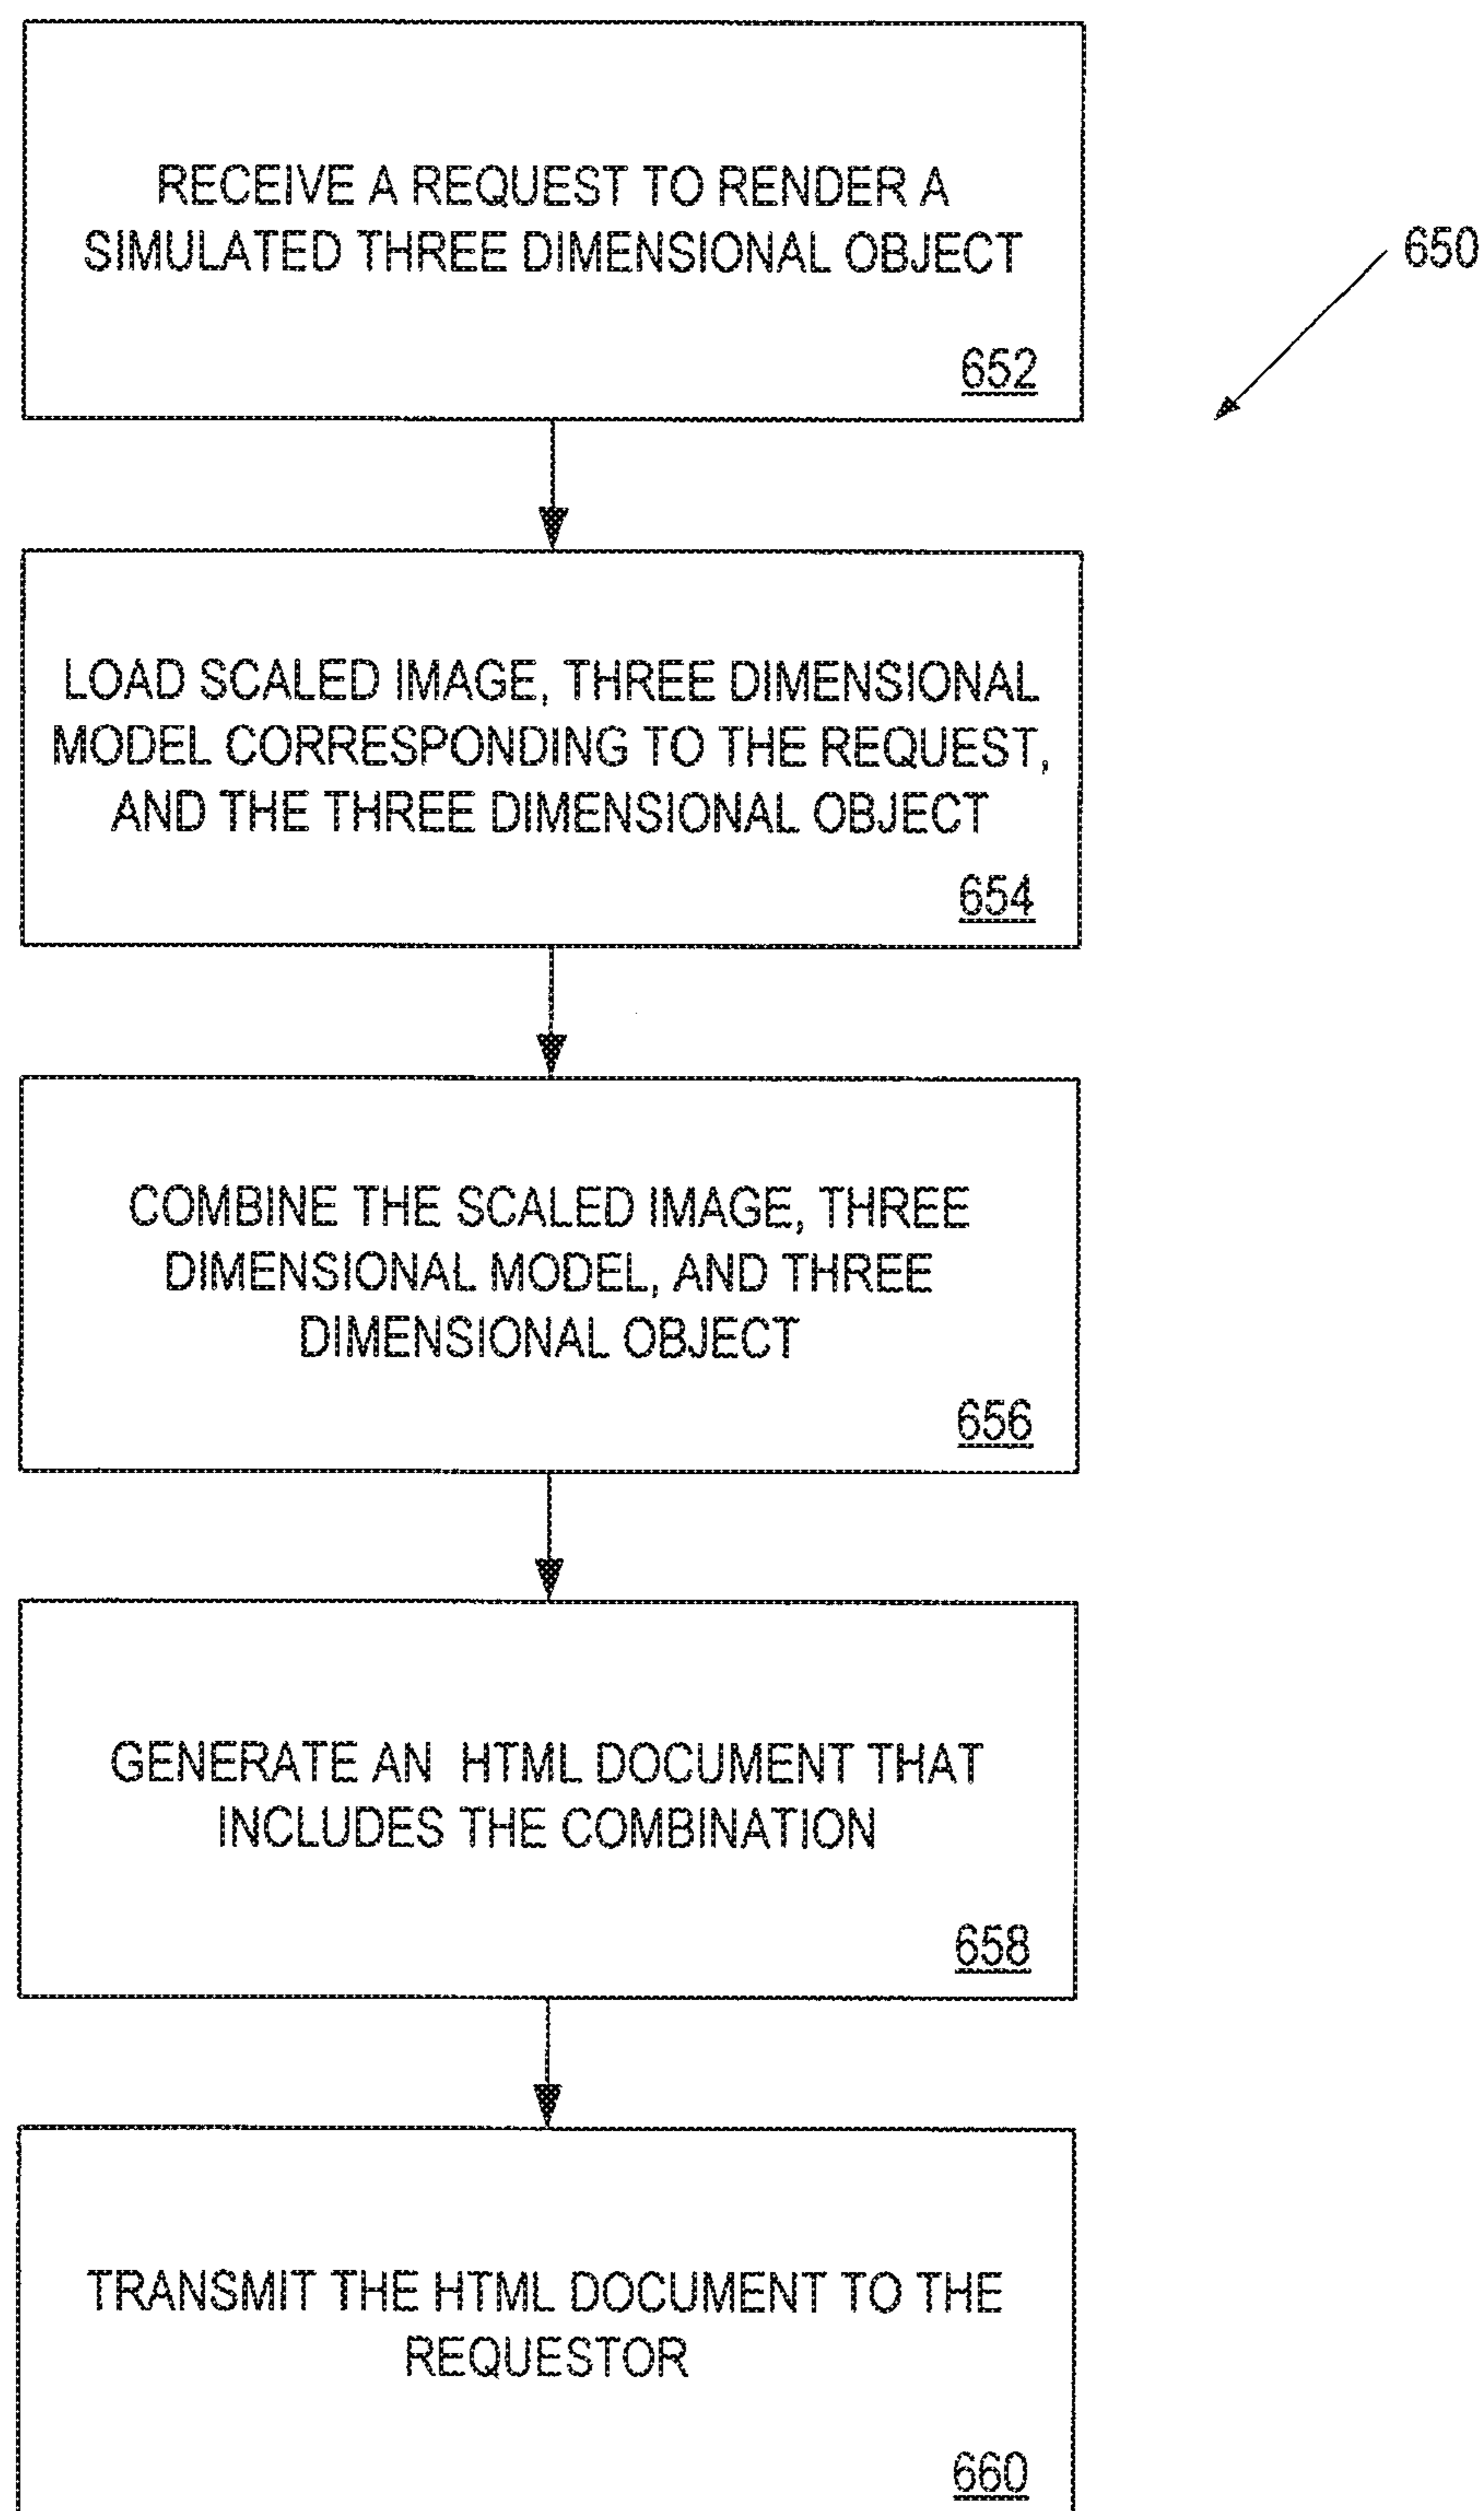 RECEIVE A REQUEST TO RENDER A
SIMULATED THREE DIMENSIONAL OBJECT
652
650
LOAD SCALED IMAGE, THREE DIMENSIONAL
MODEL CORRESPONDING TO THE REQUEST,
AND THE THREE DIMENSIONAL OBJECT
654
COMBINE THE SCALED IMAGE, THREE
DIMENSIONAL MODEL, AND THREE
DIMENSIONAL OBJECT
656
GENERATE AN HTML DOCUMENT THAT
INCLUDES THE COMBINATION
658
TRANSMIT THE HTML DOCUMENT TO THE
REQUESTOR
660